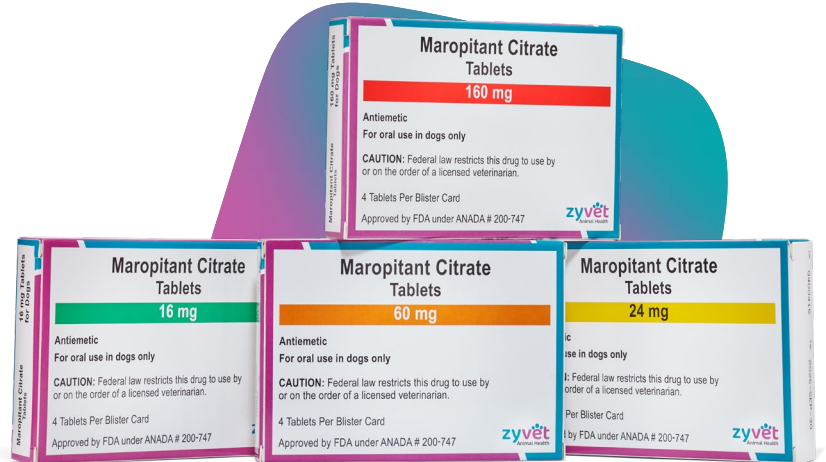 160 mg Tablets
for Dogs
Maropitant Citrate
Tablets
Maropitant Citrate
Tablets
160 mg
Antiemetic
For oral use in dogs only
CAUTION: Federal law restricts this drug to use by
or on the order of a licensed veterinarian.
4 Tablets Per Blister Card
Approved by FDA under ANADA # 200-747
zyvet
Animal Health
16 mg Tablets
for Dogs
Maropitant Citrate
Tablets
Maropitant Citrate
Tablets
16 mg
Antiemetic
For oral use in dogs only
CAUTION: Federal law restricts this drug to use by
or on the order of a licensed veterinarian.
4 Tablets Per Blister Card
Approved by FDA under ANADA # 200-747
Maropitant Citrate
Tablets
60 mg
Antiemetic
For oral use in dogs only
CAUTION: Federal law restricts this drug to use by
or on the order of a licensed veterinarian.
4 Tablets Per Blister Card
Approved by FDA under ANADA # 200-747
zyvet
Animal Health
Maropitant Citrate
Tablets
24 mg
use in dogs only
Federal law restricts this drug to use by
order of a licensed veterinarian.
Per Blister Card
by FDA under ANADA # 200-747
zyvet
Animal Health